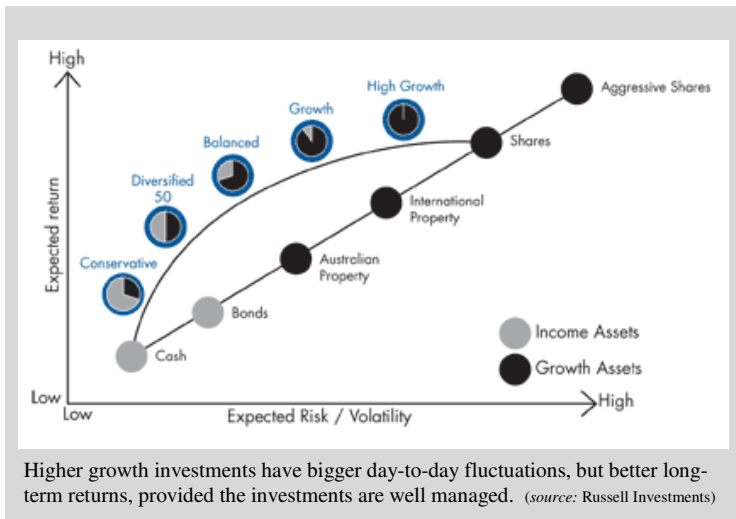 High
Aggressive Shares
High Growth
Growth
Shares
Balanced
Diversified
50
International
Property
Expected return
Conservative
Australian
Property
Bonds
Income Assets
Cash
Growth Assets
Low
High
Low
Expected Risk / Volatility
Higher growth investments have bigger day-to-day fluctuations, but better long-
term returns, provided the investments are well managed. (source: Russell Investments)